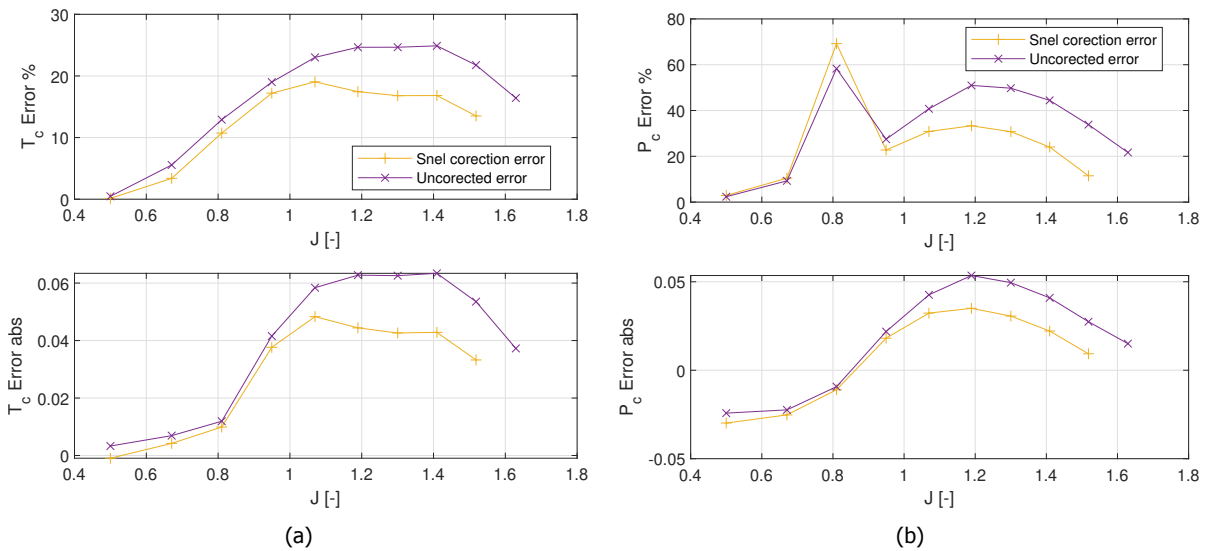 30
20
10
0
T_c Error %
0.4 0.6 0.8 1 1.2 1.4 1.6 1.8
J [-]
Snel corection error
Uncorected error
0.06
0.04
0.02
0
T_c Error abs
0.4 0.6 0.8 1 1.2 1.4 1.6 1.8
J [-]
(a)
80
60
40
20
0
P_c Error %
0.4 0.6 0.8 1 1.2 1.4 1.6 1.8
J [-]
Snel corection error
Uncorected error
0.05
0
-0.05
P_c Error abs
0.4 0.6 0.8 1 1.2 1.4 1.6 1.8
J [-]
(b)